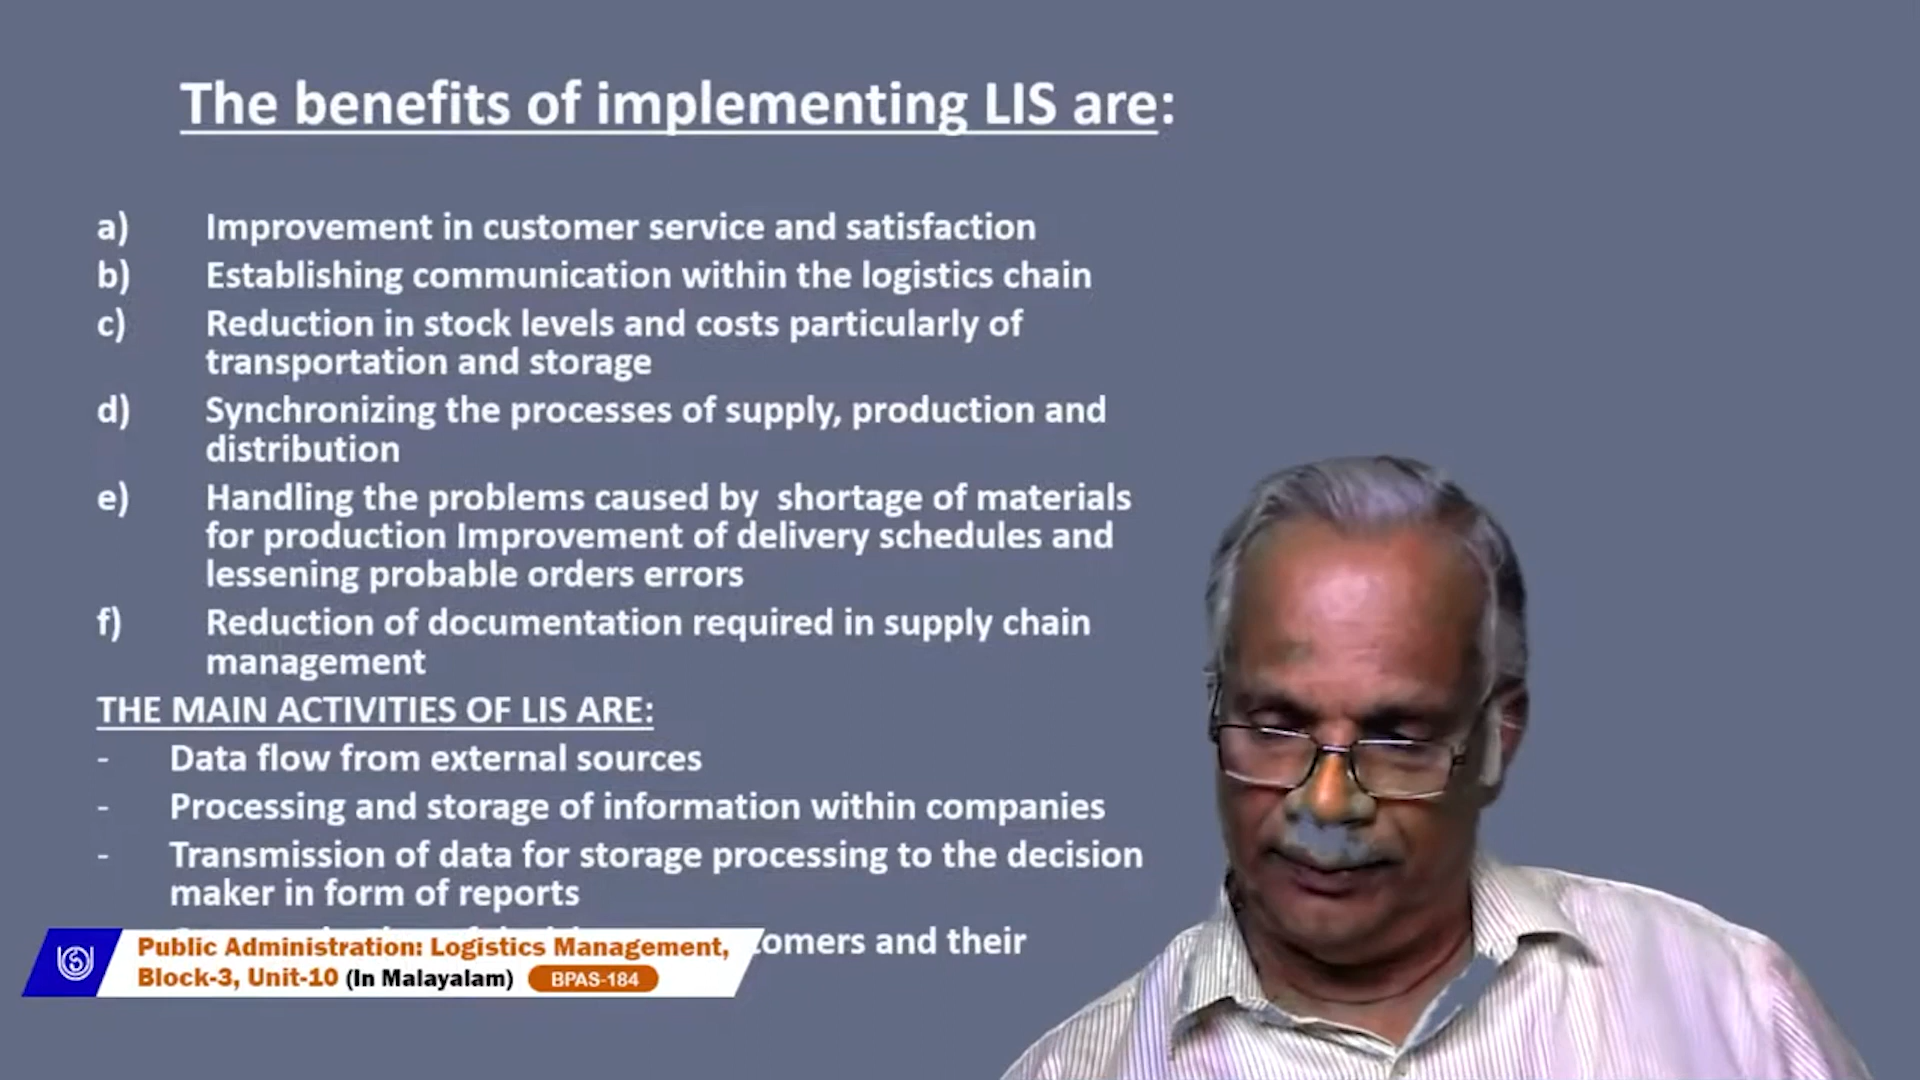 The benefits of implementing LIS are:
a) Improvement in customer service and satisfaction
b) Establishing communication within the logistics chain
c) Reduction in stock levels and costs particularly of
transportation and storage
d) Synchronizing the processes of supply, production and
distribution
e) Handling the problems caused by  shortage of materials
for production Improvement of delivery schedules and
lessening probable orders errors
f) Reduction of documentation required in supply chain
management
THE MAIN ACTIVITIES OF LIS ARE:
- Data flow from external sources
- Processing and storage of information within companies
- Transmission of data for storage processing to the decision
maker in form of reports
and their
Public Administration: Logistics Management,
Block-3, Unit-10 (In Malayalam) BPAS-184